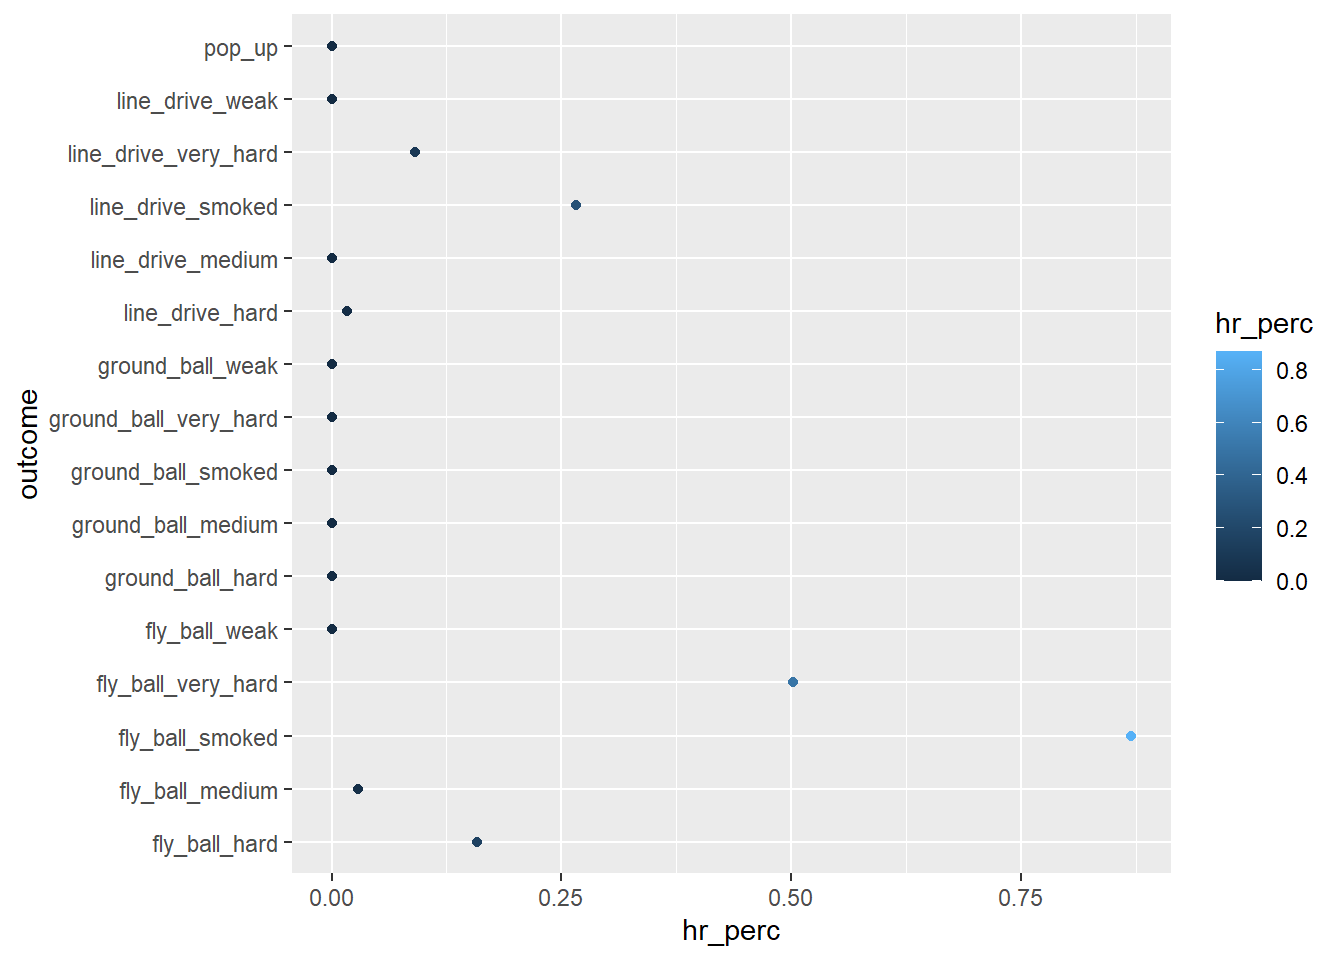 pop_up
line_drive_weak
line_drive_very_hard
line_drive_smoked
line_drive_medium
line_drive_hard
ground_ball_weak
ground_ball_very_hard
ground_ball_smoked
ground_ball_medium
ground_ball_hard
fly_ball_weak
fly_ball_very_hard
fly_ball_smoked
fly_ball_medium
fly_ball_hard
outcome
0.00 0.25 0.50 0.75
hr_perc
hr_perc
0.8
0.6
0.4
0.2
0.0